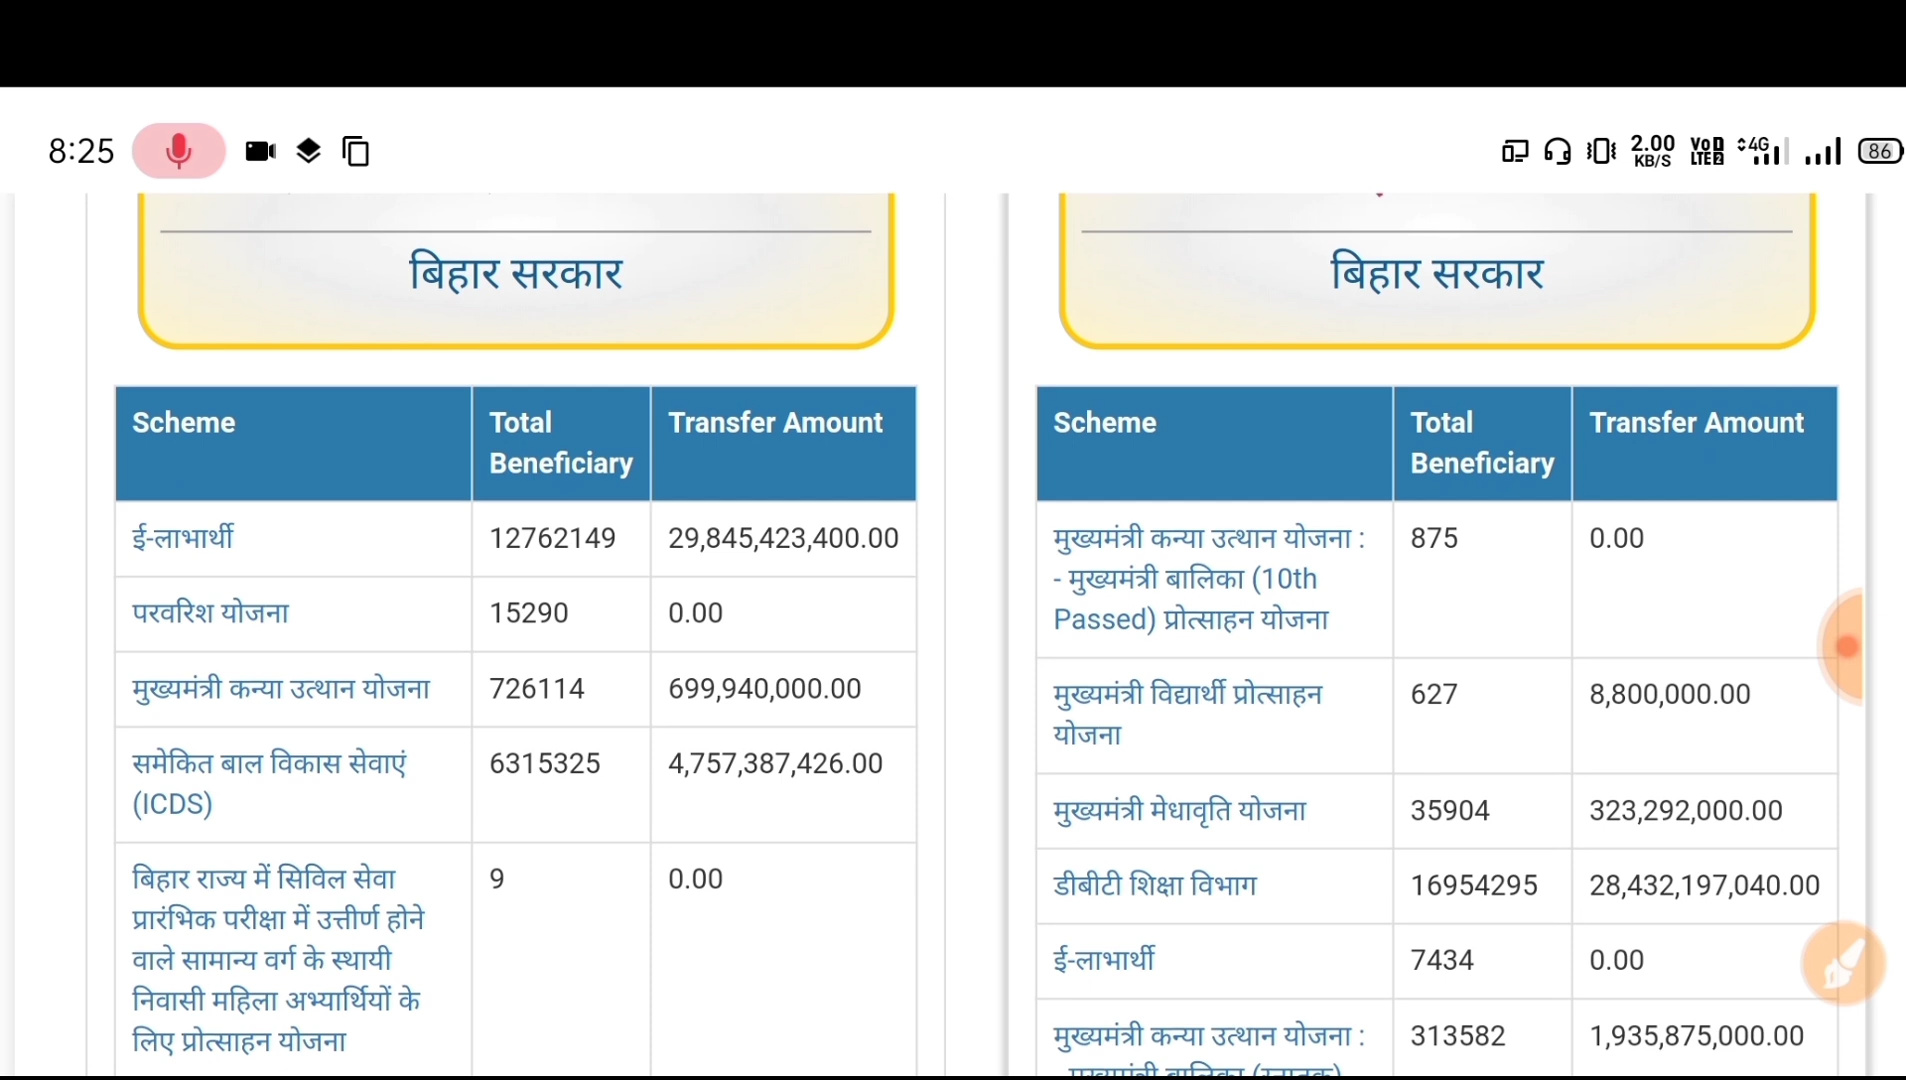 8:25
2.00
KB/S
Vo 1
LTE 2
4G
86
बिहार सरकार
Scheme
Total
Beneficiary
Transfer Amount
ई-लाभार्थी
12762149
29,845,423,400.00
परवरिश योजना
15290
0.00
मुख्यमंत्री कन्या उत्थान योजना
726114
699,940,000.00
समेकित बाल विकास सेवाएं
(ICDS)
6315325
4,757,387,426.00
बिहार राज्य में सिविल सेवा
प्रारंभिक परीक्षा में उत्तीर्ण होने
वाले सामान्य वर्ग के स्थायी
निवासी महिला अभ्यार्थियों के
लिए प्रोत्साहन योजना
9
0.00
बिहार सरकार
Scheme
Total
Beneficiary
Transfer Amount
मुख्यमंत्री कन्या उत्थान योजना :
- मुख्यमंत्री बालिका (10th
Passed) प्रोत्साहन योजना
875
0.00
मुख्यमंत्री विद्यार्थी प्रोत्साहन
योजना
627
8,800,000.00
मुख्यमंत्री मेधावृति योजना
35904
323,292,000.00
डीबीटी शिक्षा विभाग
16954295
28,432,197,040.00
ई-लाभार्थी
7434
0.00
मुख्यमंत्री कन्या उत्थान योजना :
313582
1,935,875,000.00